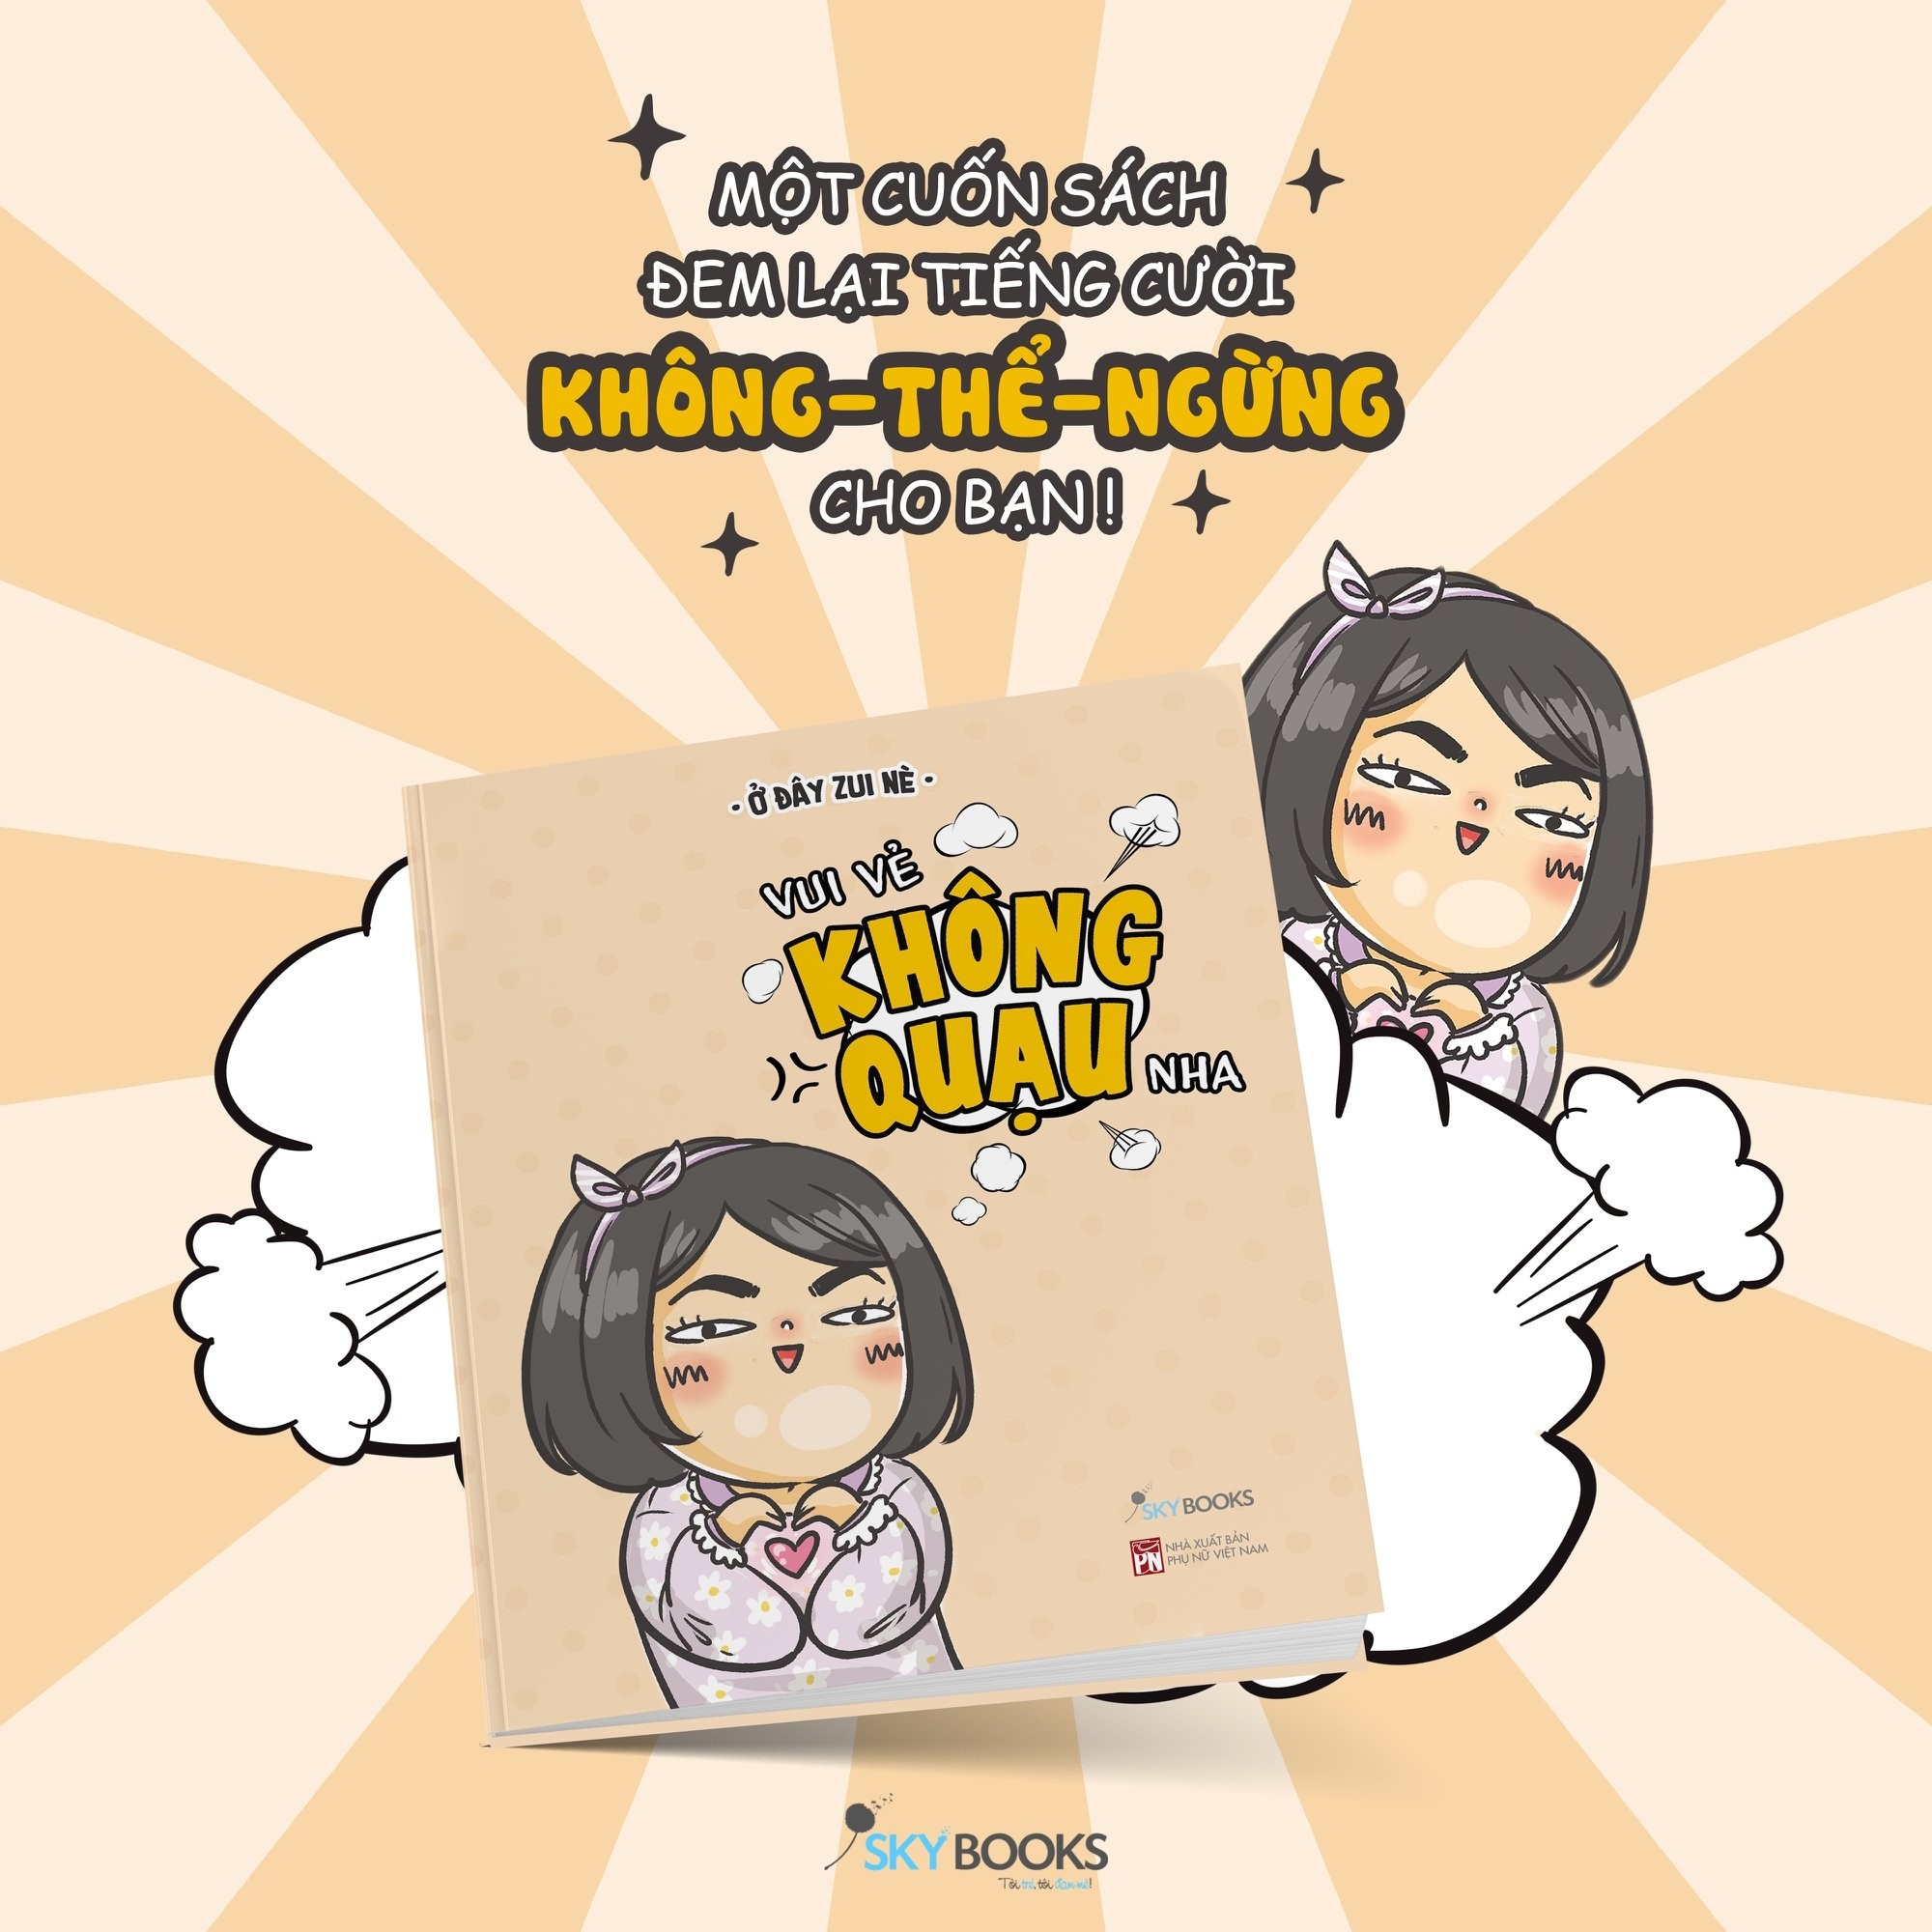 MỘT CUỐN SÁCH
ĐEM LẠI TIẾNG CƯỜI
KHÔNG-THỂ-NGỪNG
CHO BẠN !
- Ở ĐÂY ZUI NÈ -
VUI VẺ
KHÔNG
QUẠU NHA
SKYBOOKS
PN NHÀ XUẤT BẢN
PHỤ NỮ VIỆT NAM
SKYBOOKS
Tôi trẻ, tôi đam mê!